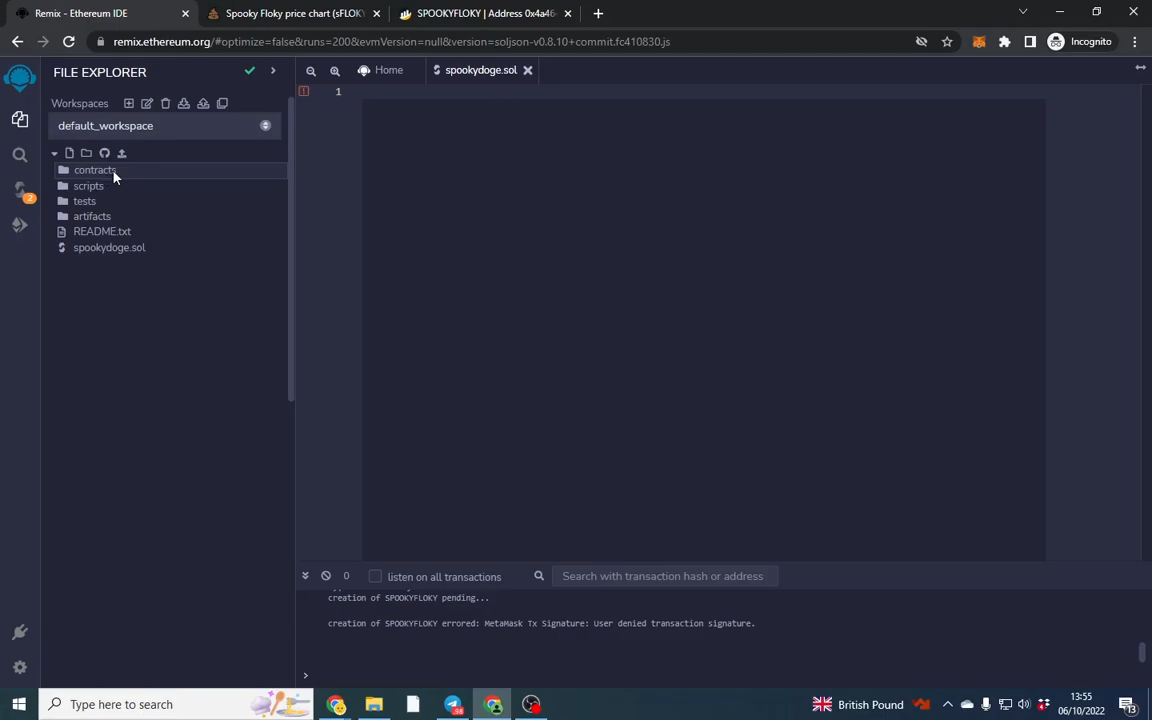 Remix - Ethereum IDE
Spooky Floky price chart (sFLOKY
SPOOKYFLOKY | Address 0x4a46
remix.ethereum.org/#optimize=false&runs=200&evmVersion=null&version=soljson-v0.8.10+commit.fc410830.js
Incognito
FILE EXPLORER
Home
spookydoge.sol
Workspaces
1
default_workspace
contracts
scripts
2
tests
artifacts
README.txt
spookydoge.sol
0
listen on all transactions
Search with transaction hash or address
creation of SPOOKYFLOKY pending...
creation of SPOOKYFLOKY errored: MetaMask Tx Signature: User denied transaction signature.
>
Type here to search
British Pound
13:55
06/10/2022
13